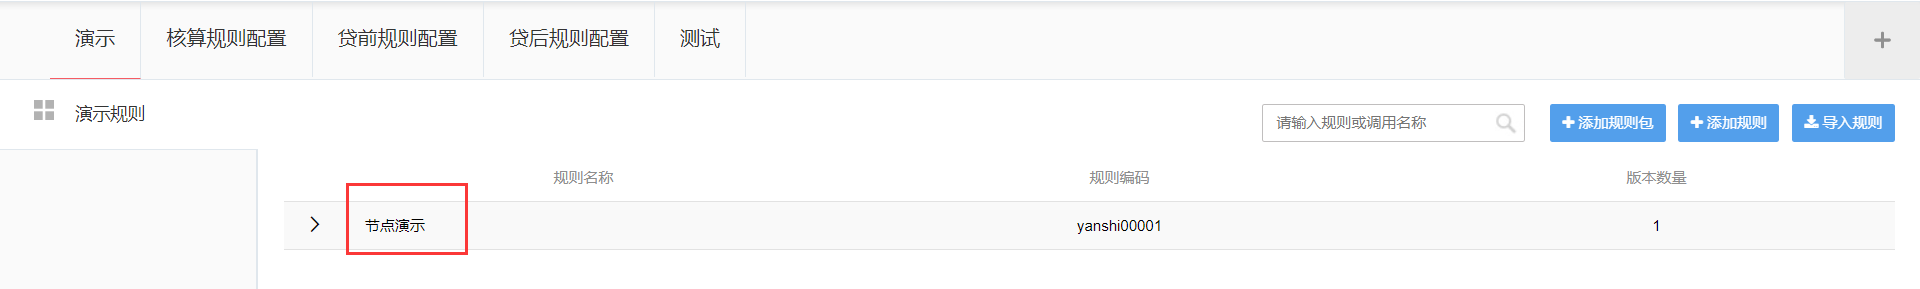 演示 核算规则配置 贷前规则配置 贷后规则配置 测试
演示规则 请输入规则或调用名称 添加规则包 添加规则 导入规则
规则名称 规则编码 版本数量
节点演示 yanshi00001 1